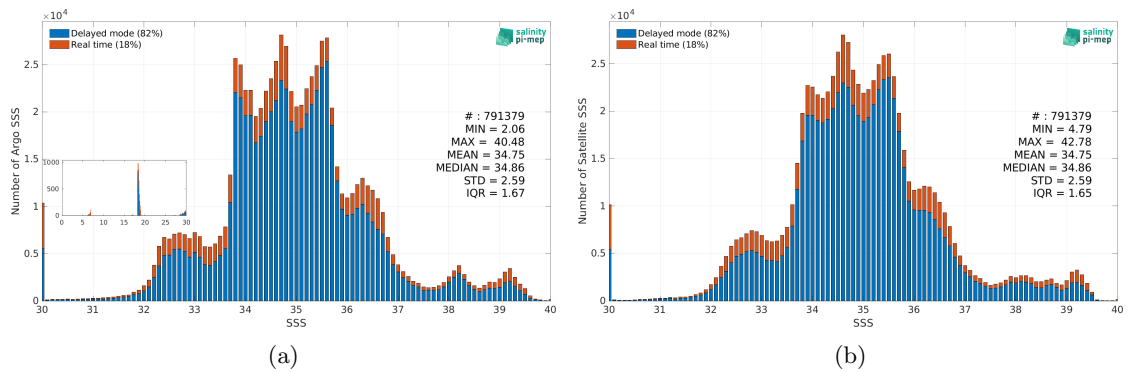 ×10⁴
Delayed mode (82%)
Real time (18%)
salinity
pi-mep
2.5
2
1.5
1
0.5
0
Number of Argo SSS
# : 791379
MIN = 2.06
MAX = 40.48
MEAN = 34.75
MEDIAN = 34.86
STD = 2.59
IQR = 1.67
1000
500
0
0 5 10 15 20 25 30
30 31 32 33 34 35 36 37 38 39 40
SSS
(a)
×10⁴
Delayed mode (82%)
Real time (18%)
salinity
pi-mep
2.5
2
1.5
1
0.5
0
Number of Satellite SSS
# : 791379
MIN = 4.79
MAX = 42.78
MEAN = 34.75
MEDIAN = 34.86
STD = 2.59
IQR = 1.65
30 31 32 33 34 35 36 37 38 39 40
SSS
(b)